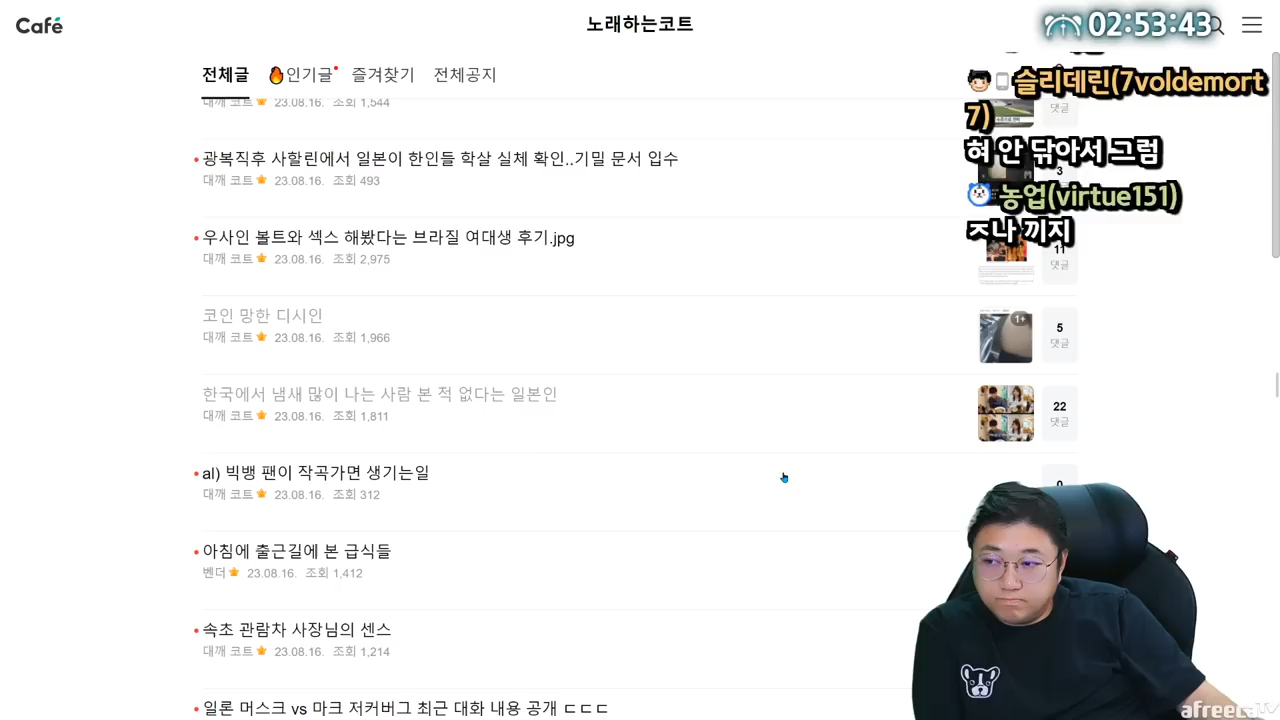 Café
노래하는코트
02:53:43
전체글
🔥인기글
즐겨찾기
전체공지
대깨 코트 23.08.16. 조회 1,544
댓글
슬리데린(7voldemort
7)
혀 안 닦아서 그럼
농업(virtue151)
ㅈ나 끼지
광복직후 사할린에서 일본이 한인들 학살 실체 확인..기밀 문서 입수
대깨 코트 23.08.16. 조회 493
3
우사인 볼트와 섹스 해봤다는 브라질 여대생 후기.jpg
대깨 코트 23.08.16. 조회 2,975
11
댓글
코인 망한 디시인
대깨 코트 23.08.16. 조회 1,966
1+
5
댓글
한국에서 냄새 많이 나는 사람 본 적 없다는 일본인
대깨 코트 23.08.16. 조회 1,811
22
댓글
al) 빅뱅 팬이 작곡가면 생기는일
대깨 코트 23.08.16. 조회 312
0
아침에 출근길에 본 급식들
벤더 23.08.16. 조회 1,412
속초 관람차 사장님의 센스
대깨 코트 23.08.16. 조회 1,214
일론 머스크 vs 마크 저커버그 최근 대화 내용 공개 ㄷㄷㄷ
afreecaTV